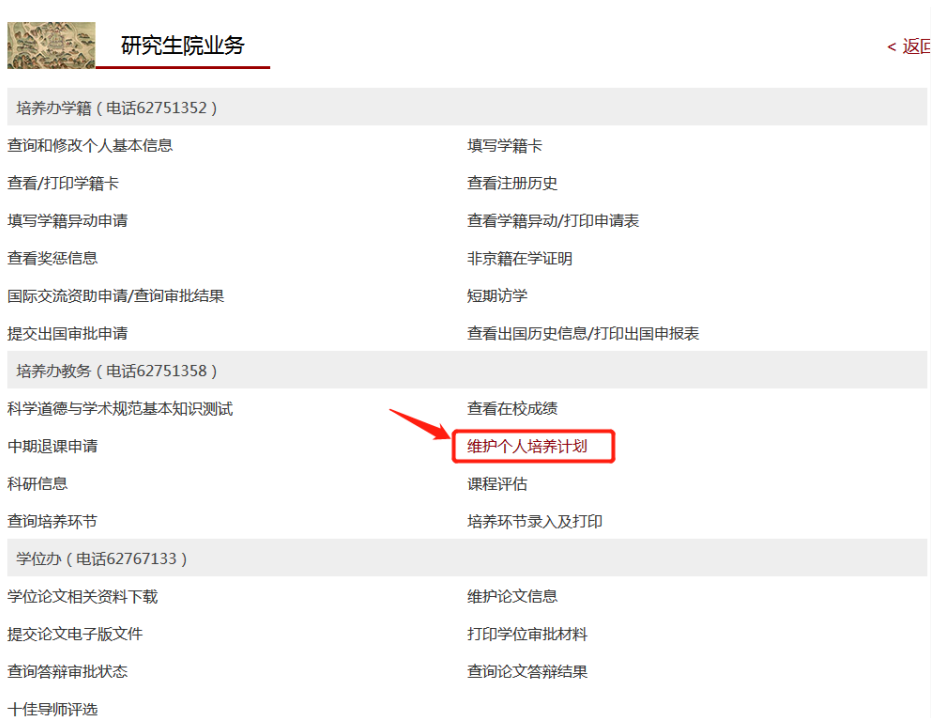 研究生院业务
< 返回
培养办学籍（电话62751352）
查询和修改个人基本信息 填写学籍卡
查看/打印学籍卡 查看注册历史
填写学籍异动申请 查看学籍异动/打印申请表
查看奖惩信息 非京籍在学证明
国际交流资助申请/查询审批结果 短期访学
提交出国审批申请 查看出国历史信息/打印出国申报表
培养办教务（电话62751358）
科学道德与学术规范基本知识测试 查看在校成绩
中期退课申请 维护个人培养计划
科研信息 课程评估
查询培养环节 培养环节录入及打印
学位办（电话62767133）
学位论文相关资料下载 维护论文信息
提交论文电子版文件 打印学位审批材料
查询答辩审批状态 查询论文答辩结果
十佳导师评选